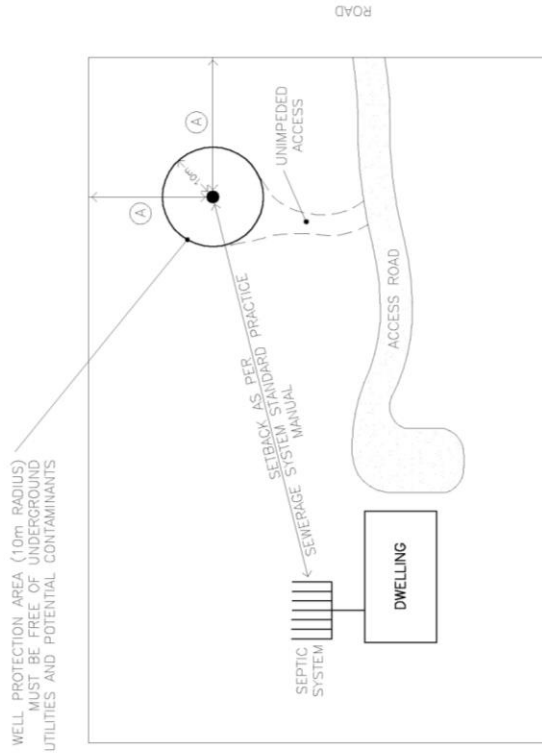 WELL PROTECTION AREA (10m RADIUS)
MUST BE FREE OF UNDERGROUND
UTILITIES AND POTENTIAL CONTAMINANTS
ROAD
A
A
10m
UNIMPEDED
ACCESS
SETBACK AS PER
SEWERAGE SYSTEM STANDARD PRACTICE
MANUAL
ACCESS ROAD
SEPTIC
SYSTEM
DWELLING